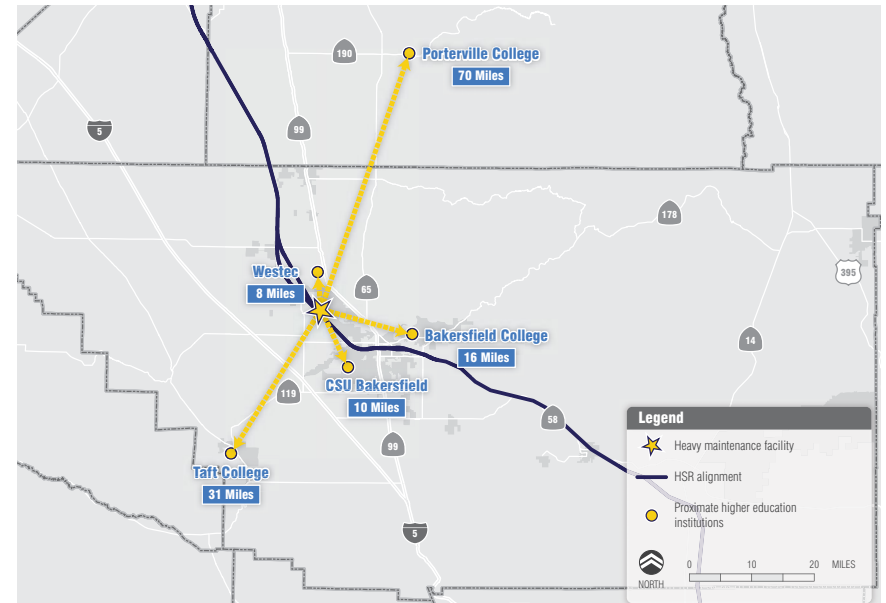 190
Porterville College
70 Miles
5
99
178
Westec
8 Miles
65
395
Bakersfield College
16 Miles
14
CSU Bakersfield
10 Miles
119
58
99
Taft College
31 Miles
5
Legend
Heavy maintenance facility
HSR alignment
Proximate higher education
institutions
NORTH
0 10 20 MILES